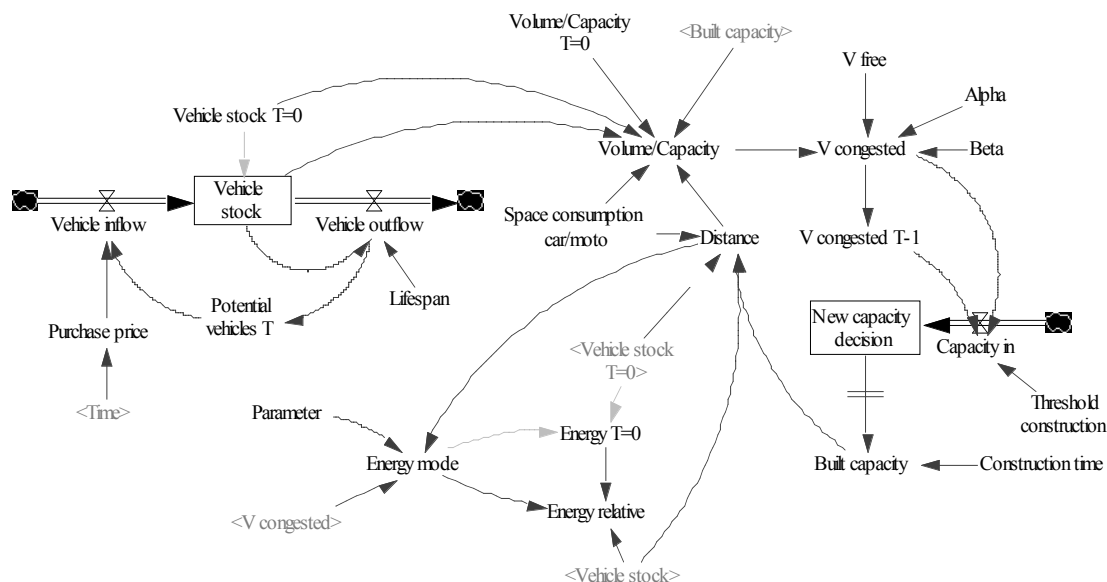 Volume/Capacity
T=0
<Built capacity>
V free
Vehicle stock T=0
Alpha
Volume/Capacity
V congested
Beta
Vehicle
stock
Vehicle inflow
Vehicle outflow
Space consumption
car/moto
Distance
V congested T-1
Potential
vehicles T
Lifespan
Purchase price
New capacity
decision
Capacity in
<Vehicle stock
T=0>
<Time>
Threshold
construction
Parameter
Energy T=0
Energy mode
Built capacity
Construction time
<V congested>
Energy relative
<Vehicle stock>